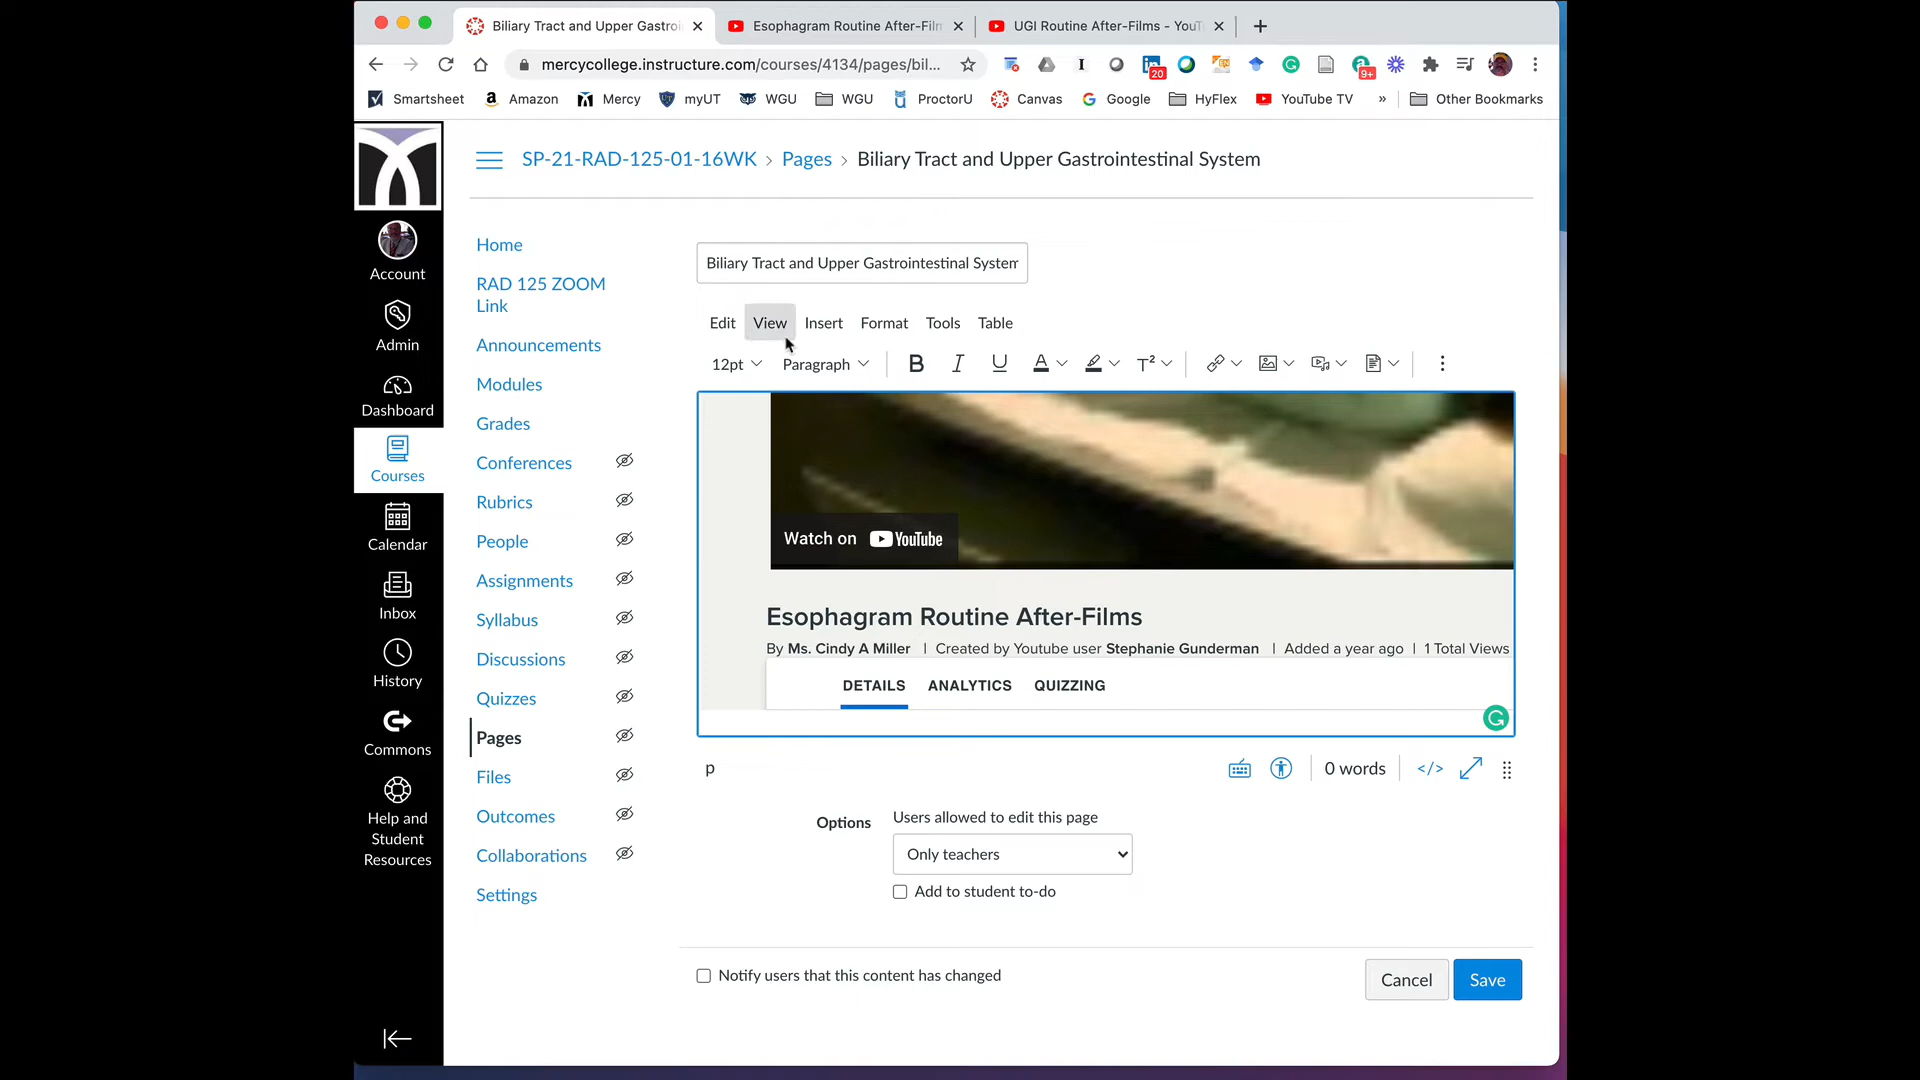 Biliary Tract and Upper Gastroi
Esophagram Routine After-Film
UGI Routine After-Films - YouT
mercycollege.instructure.com/courses/4134/pages/bil...
20
9+
Smartsheet
Amazon
Mercy
myUT
WGU
WGU
ProctorU
Canvas
Google
HyFlex
YouTube TV
»
Other Bookmarks
SP-21-RAD-125-01-16WK › Pages › Biliary Tract and Upper Gastrointestinal System
Account
Admin
Dashboard
Courses
Calendar
Inbox
History
Commons
Help and
Student
Resources
Home
RAD 125 ZOOM
Link
Announcements
Modules
Grades
Conferences
Rubrics
People
Assignments
Syllabus
Discussions
Quizzes
Pages
Files
Outcomes
Collaborations
Settings
Biliary Tract and Upper Gastrointestinal System
Edit View Insert Format Tools Table
12pt Paragraph B I U A T²
Watch on YouTube
Esophagram Routine After-Films
By Ms. Cindy A Miller | Created by Youtube user Stephanie Gunderman | Added a year ago | 1 Total Views
DETAILS ANALYTICS QUIZZING
p
0 words
</>
Options
Users allowed to edit this page
Only teachers
Add to student to-do
Notify users that this content has changed
Cancel
Save